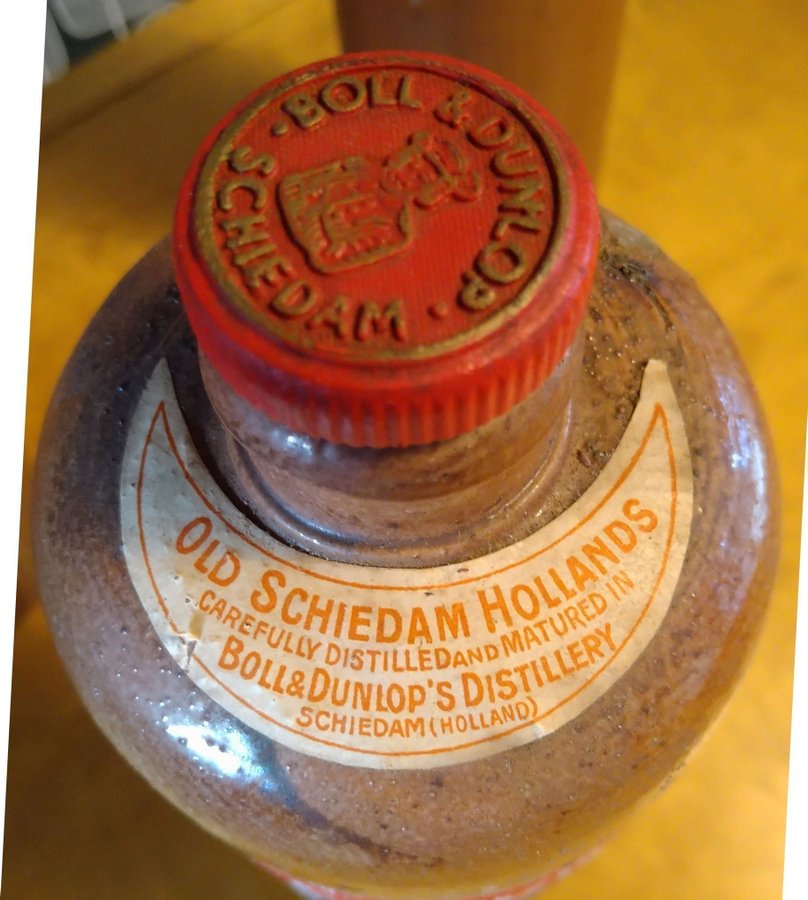 · BOLL & DUNLOP ·
SCHIEDAM
OLD SCHIEDAM HOLLANDS
CAREFULLY DISTILLED AND MATURED IN
BOLL & DUNLOP'S DISTILLERY
SCHIEDAM (HOLLAND)